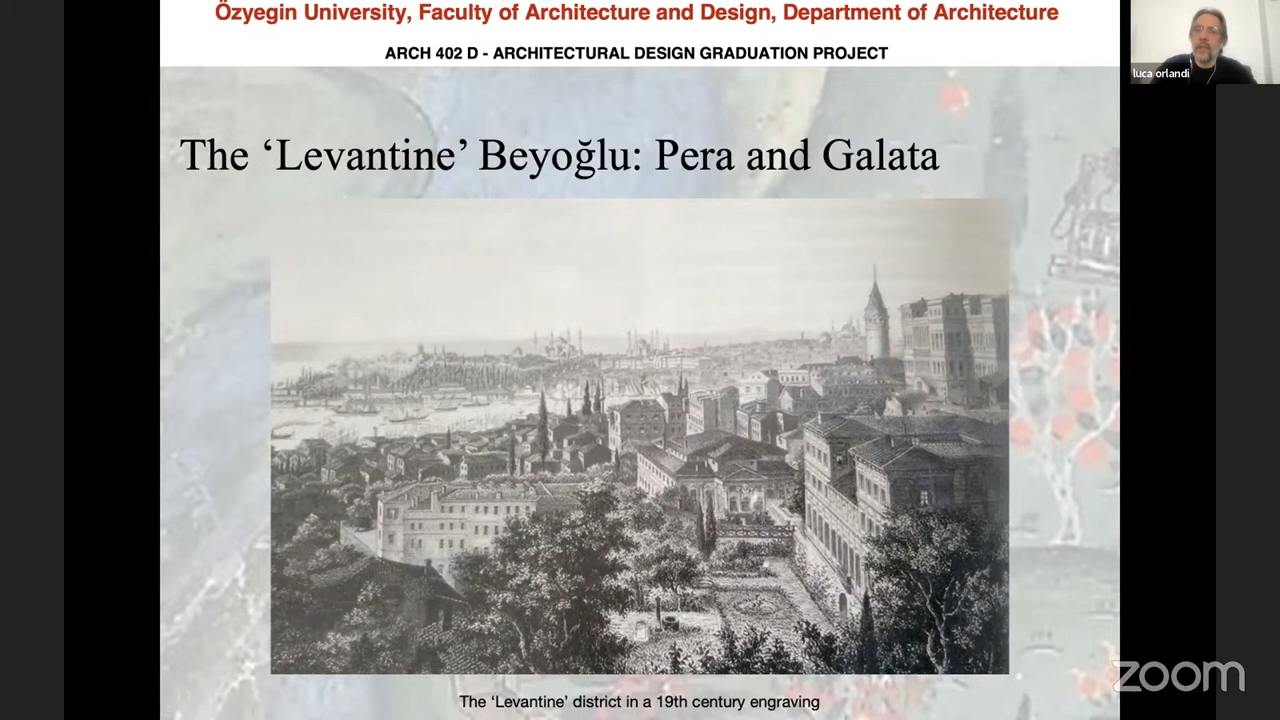 Özyegin University, Faculty of Architecture and Design, Department of Architecture
ARCH 402 D - ARCHITECTURAL DESIGN GRADUATION PROJECT
luca orlandi
The ‘Levantine’ Beyoğlu: Pera and Galata
The ‘Levantine’ district in a 19th century engraving
zoom